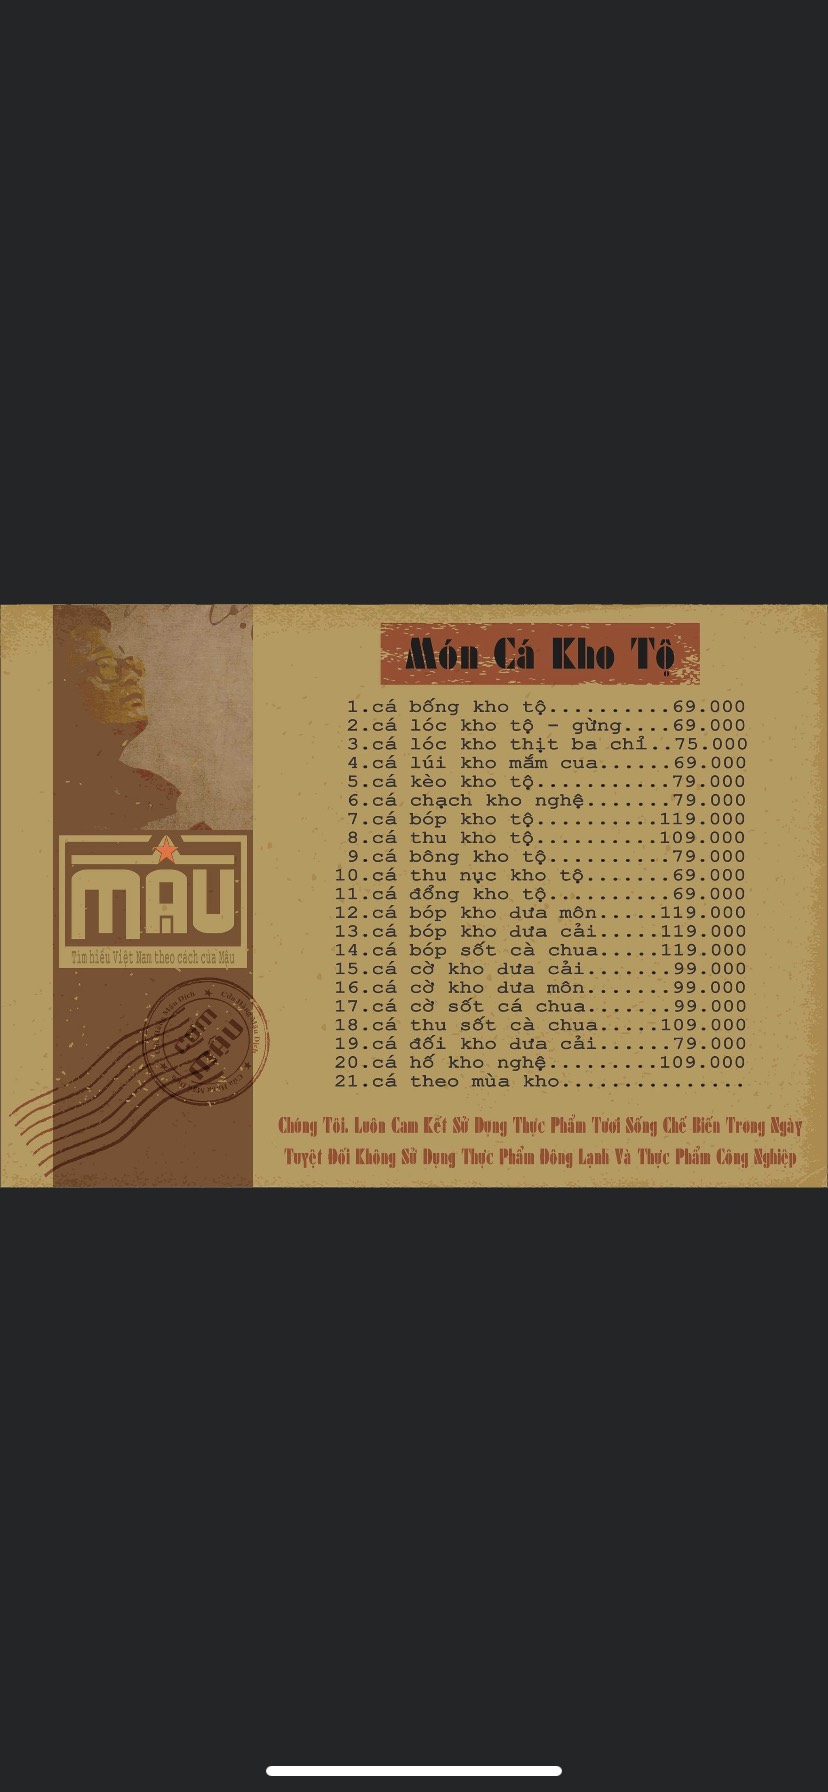 Món Cá Kho Tộ
1.cá bống kho tộ..........69.000
2.cá lóc kho tộ – gừng....69.000
3.cá lóc kho thịt ba chỉ..75.000
4.cá lúi kho mắm cua......69.000
5.cá kèo kho tộ...........79.000
6.cá chạch kho nghệ.......79.000
7.cá bóp kho tộ..........119.000
8.cá thu kho tộ..........109.000
9.cá bông kho tộ..........79.000
10.cá thu nục kho tộ.......69.000
11.cá đổng kho tộ..........69.000
12.cá bóp kho dưa môn.....119.000
13.cá bóp kho dưa cải.....119.000
14.cá bóp sốt cà chua.....119.000
15.cá cờ kho dưa cải.......99.000
16.cá cờ kho dưa môn.......99.000
17.cá cờ sốt cá chua.......99.000
18.cá thu sốt cà chua.....109.000
19.cá đối kho dưa cải......79.000
20.cá hố kho nghệ.........109.000
21.cá theo mùa kho...............
Chúng Tôi. Luôn Cam Kết Sử Dụng Thực Phẩm Tươi Sống Chế Biến Trong Ngày
Tuyệt Đối Không Sử Dụng Thực Phẩm Đông Lạnh Và Thực Phẩm Công Nghiệp
MẬU
Tìm hiểu Việt Nam theo cách của Mậu
Cửa Hàng Mậu Dịch
cơm
MẬU